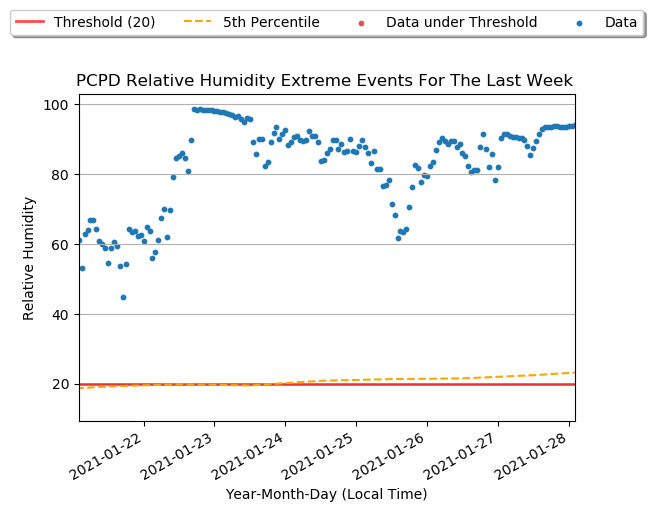 Threshold (20) 5th Percentile Data under Threshold Data
PCPD Relative Humidity Extreme Events For The Last Week
100
80
60
40
20
Relative Humidity
2021-01-22 2021-01-23 2021-01-24 2021-01-25 2021-01-26 2021-01-27 2021-01-28
Year-Month-Day (Local Time)